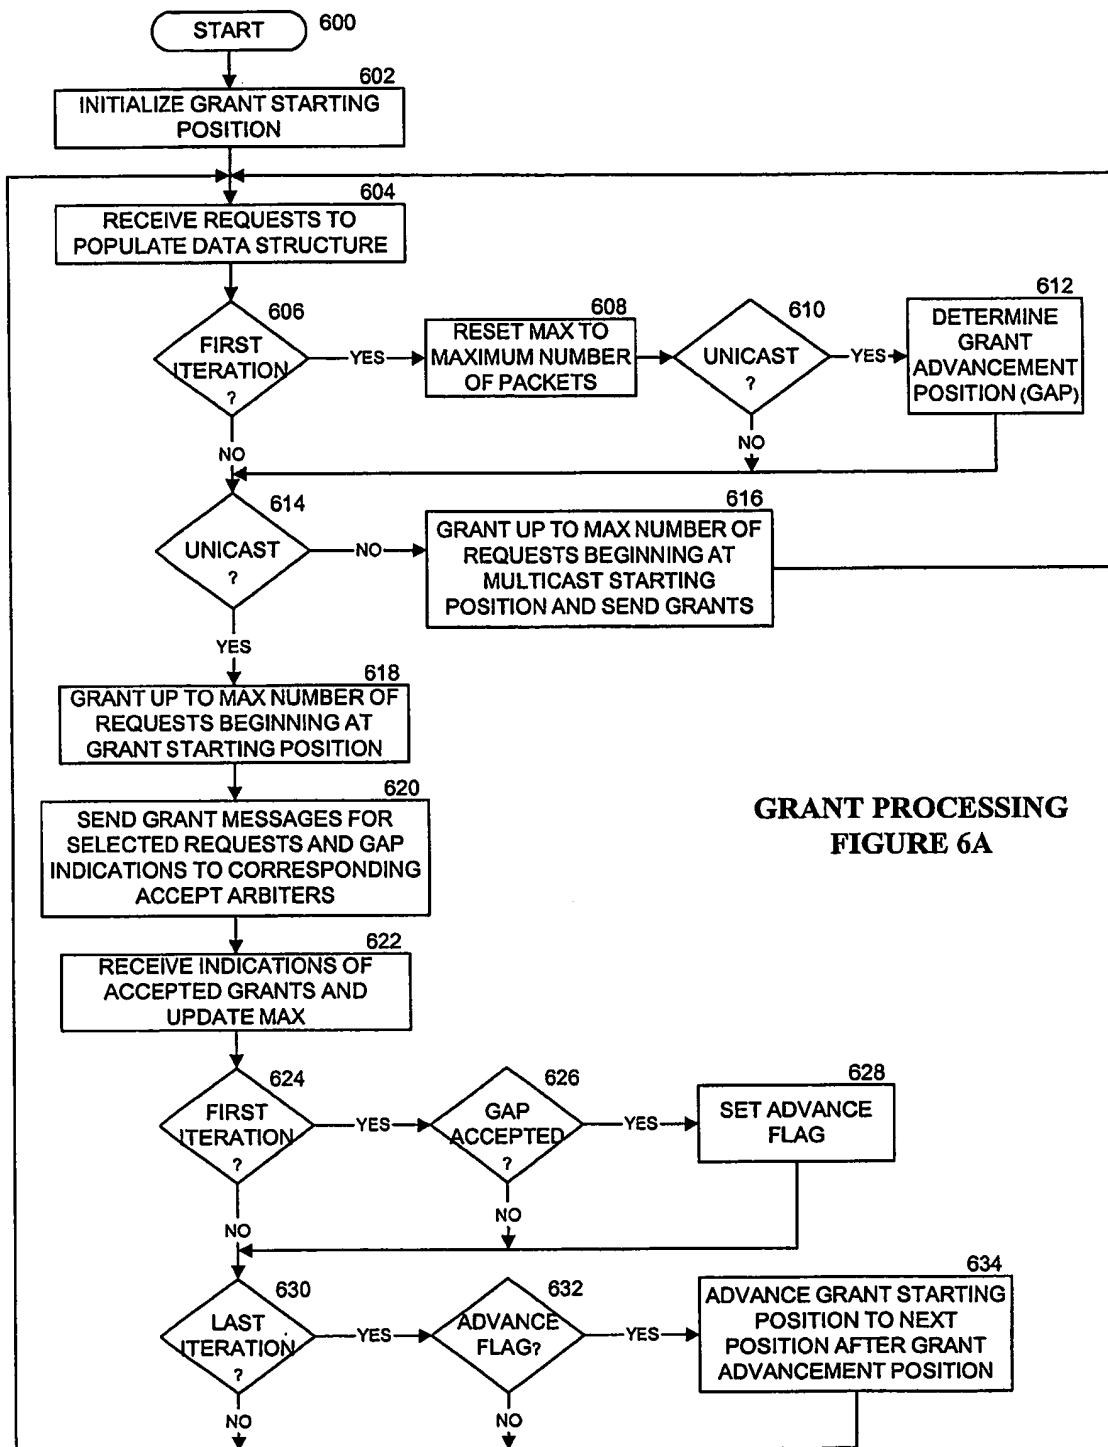 START
600
602
INITIALIZE GRANT STARTING
POSITION
604
RECEIVE REQUESTS TO
POPULATE DATA STRUCTURE
606
FIRST
ITERATION
?
YES
NO
608
RESET MAX TO
MAXIMUM NUMBER
OF PACKETS
610
UNICAST
?
YES
NO
612
DETERMINE
GRANT
ADVANCEMENT
POSITION (GAP)
614
UNICAST
?
NO
YES
616
GRANT UP TO MAX NUMBER OF
REQUESTS BEGINNING AT
MULTICAST STARTING
POSITION AND SEND GRANTS
618
GRANT UP TO MAX NUMBER OF
REQUESTS BEGINNING AT
GRANT STARTING POSITION
620
SEND GRANT MESSAGES FOR
SELECTED REQUESTS AND GAP
INDICATIONS TO CORRESPONDING
ACCEPT ARBITERS
GRANT PROCESSING
FIGURE 6A
622
RECEIVE INDICATIONS OF
ACCEPTED GRANTS AND
UPDATE MAX
624
FIRST
ITERATION
?
YES
NO
626
GAP
ACCEPTED
?
YES
NO
628
SET ADVANCE
FLAG
630
LAST
ITERATION
?
YES
NO
632
ADVANCE
FLAG?
YES
NO
634
ADVANCE GRANT STARTING
POSITION TO NEXT
POSITION AFTER GRANT
ADVANCEMENT POSITION